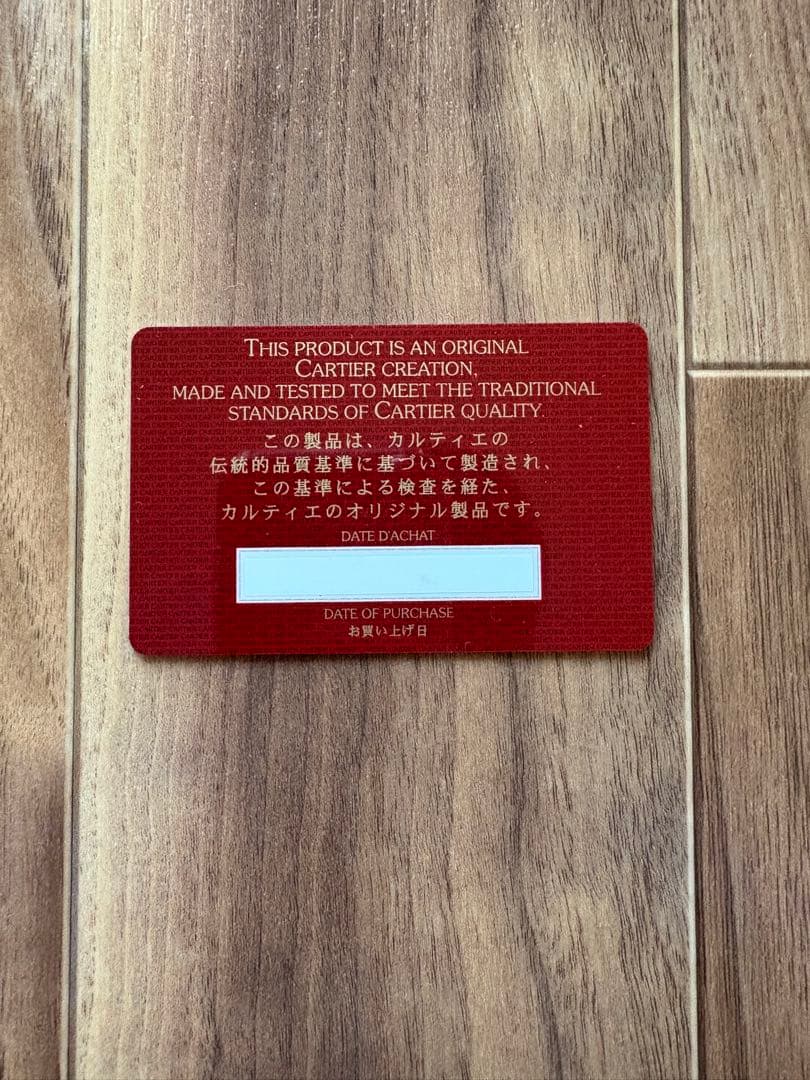 THIS PRODUCT IS AN ORIGINAL
CARTIER CREATION,
MADE AND TESTED TO MEET THE TRADITIONAL
STANDARDS OF CARTIER QUALITY.
この製品は、カルティエの
伝統的品質基準に基づいて製造され、
この基準による検査を経た、
カルティエのオリジナル製品です。
DATE D'ACHAT
DATE OF PURCHASE
お買い上げ日